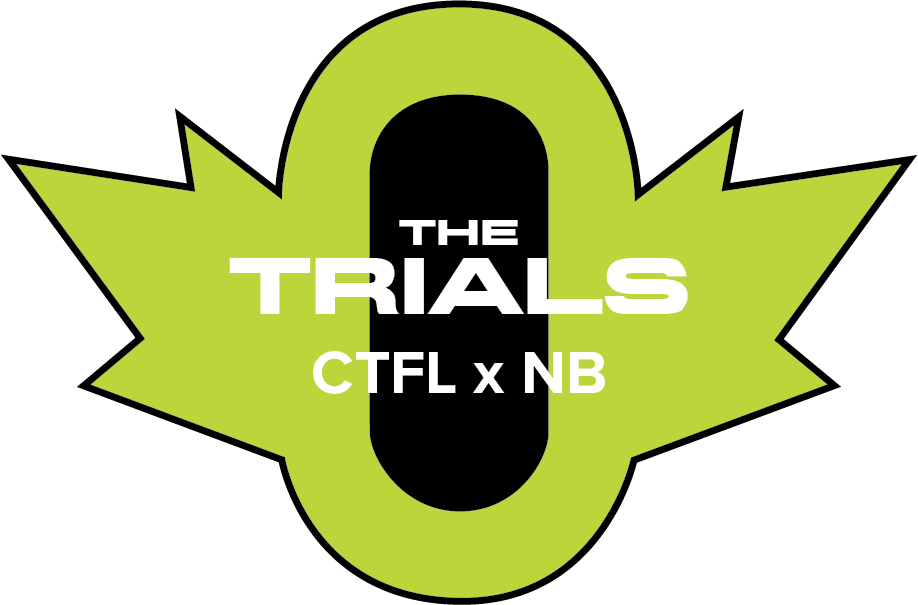 THE
TRIALS
CTFL x NB